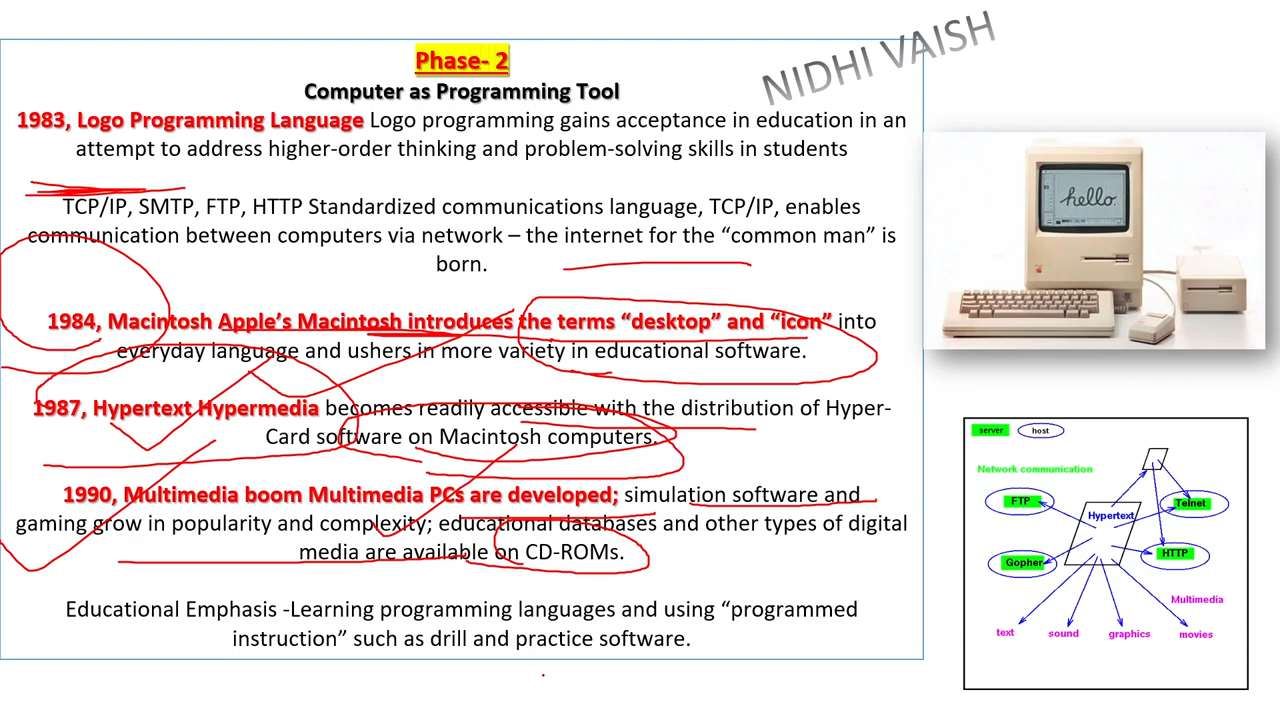 NIDHI VAISH
Phase- 2
Computer as Programming Tool
1983, Logo Programming Language Logo programming gains acceptance in education in an
attempt to address higher-order thinking and problem-solving skills in students
TCP/IP, SMTP, FTP, HTTP Standardized communications language, TCP/IP, enables
communication between computers via network – the internet for the “common man” is
born.
1984, Macintosh Apple’s Macintosh introduces the terms “desktop” and “icon” into
everyday language and ushers in more variety in educational software.
1987, Hypertext Hypermedia becomes readily accessible with the distribution of Hyper-
Card software on Macintosh computers.
1990, Multimedia boom Multimedia PCs are developed; simulation software and
gaming grow in popularity and complexity; educational databases and other types of digital
media are available on CD-ROMs.
Educational Emphasis -Learning programming languages and using “programmed
instruction” such as drill and practice software.
hello.
server host
Network communication
FTP
Telnet
Hypertext
HTTP
Gopher
Multimedia
text sound graphics movies